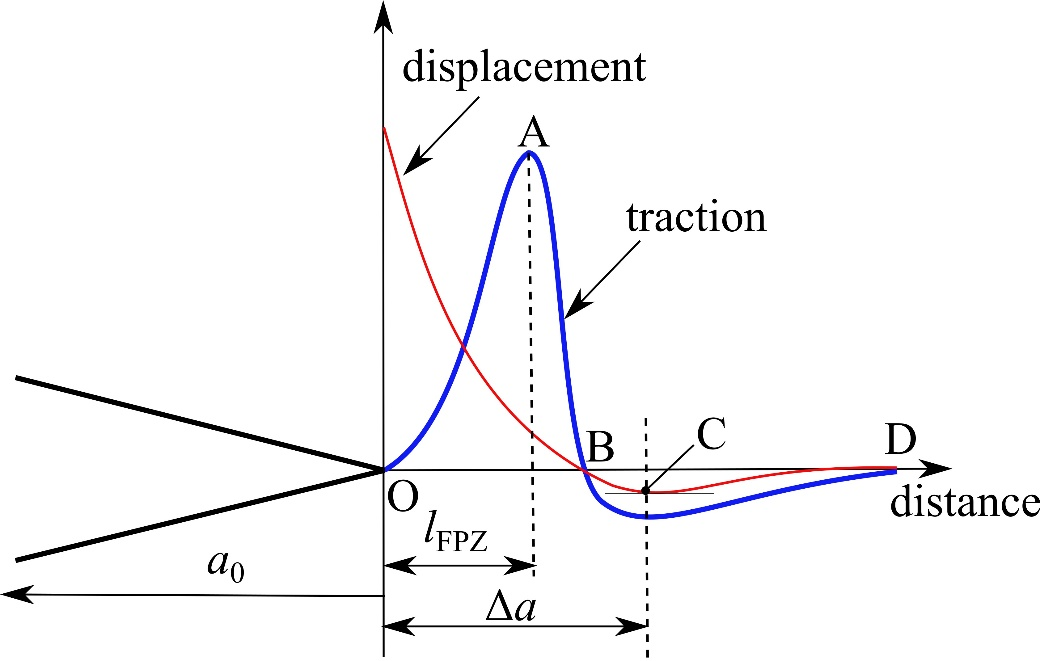 displacement
A
traction
B
C
D
O
distance
lFPZ
a0
Δa